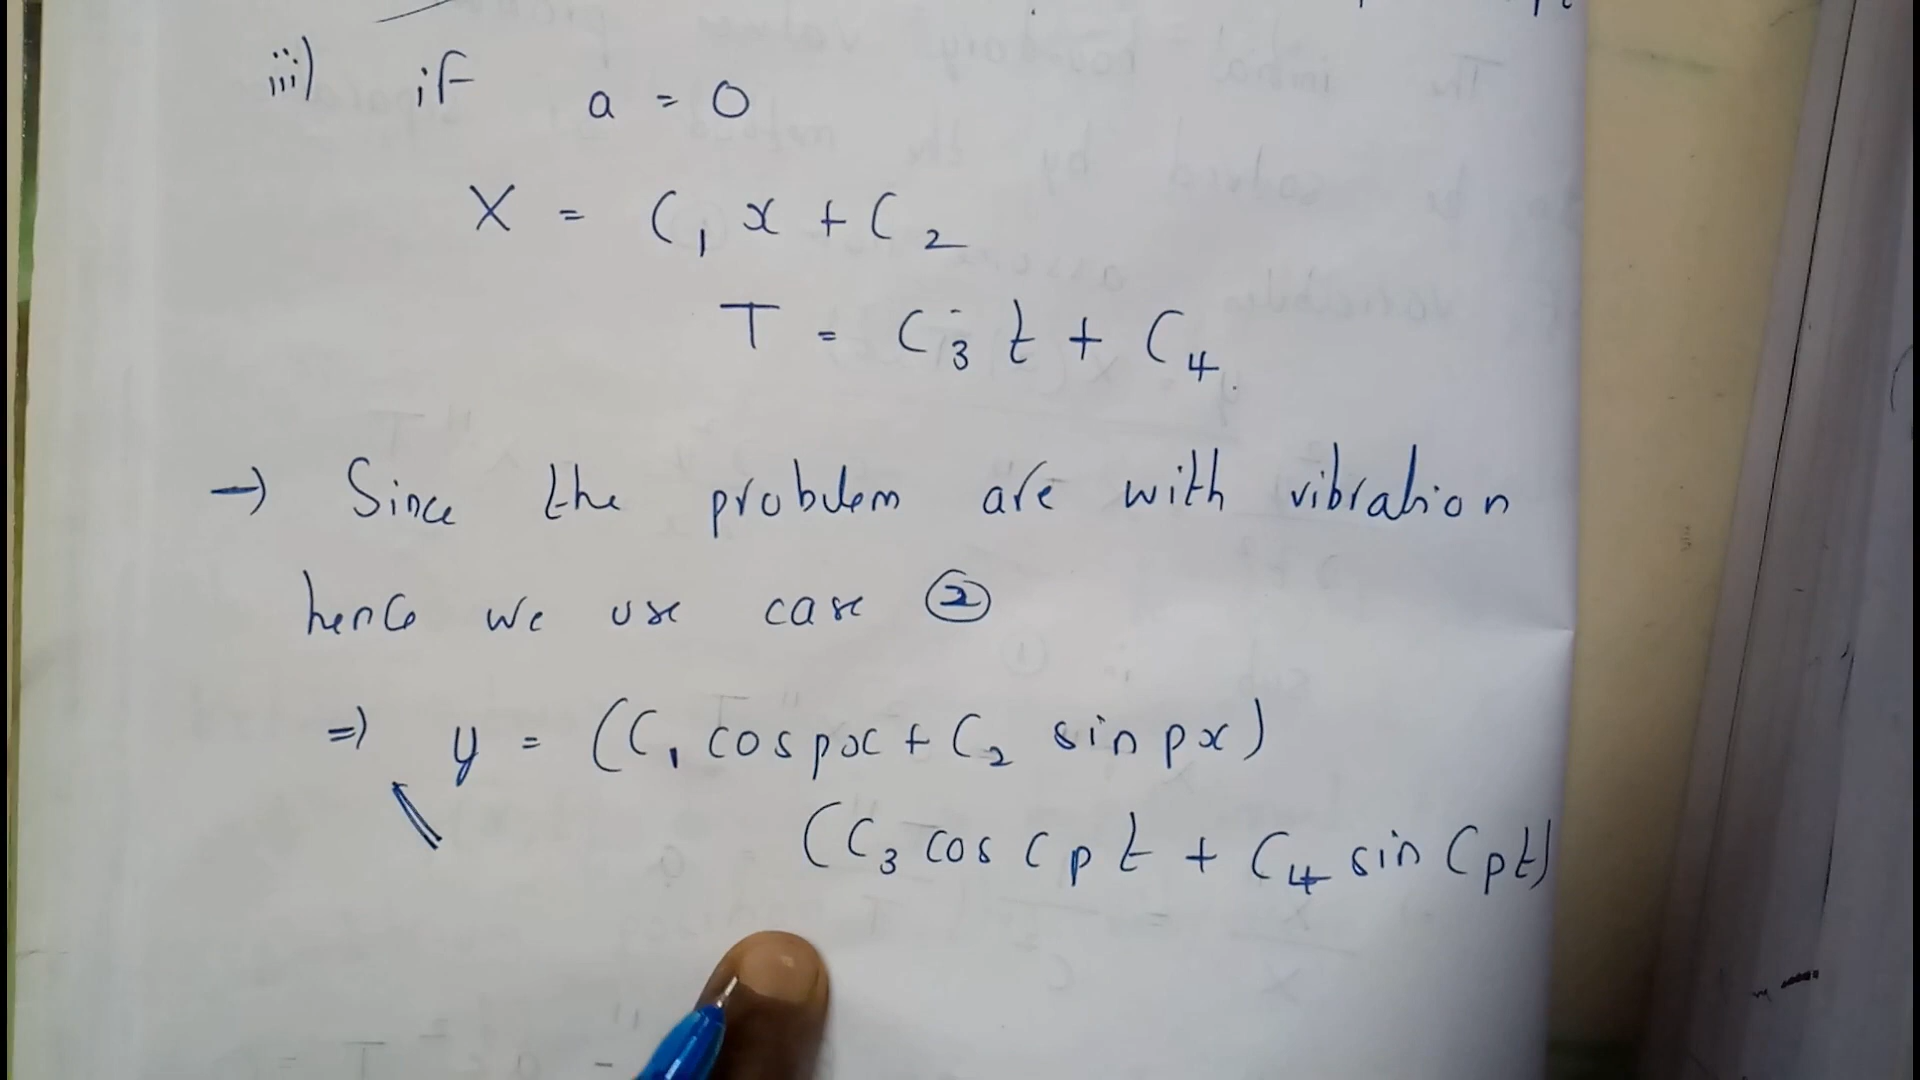 iii) if a = 0
X = C₁ x + C₂
T = C₃ t + C₄.
→ Since the problem are with vibration
hence we use case ②
⇒ y = (C₁ cos px + C₂ sin px)
(C₃ cos Cpt + C₄ sin Cpt)